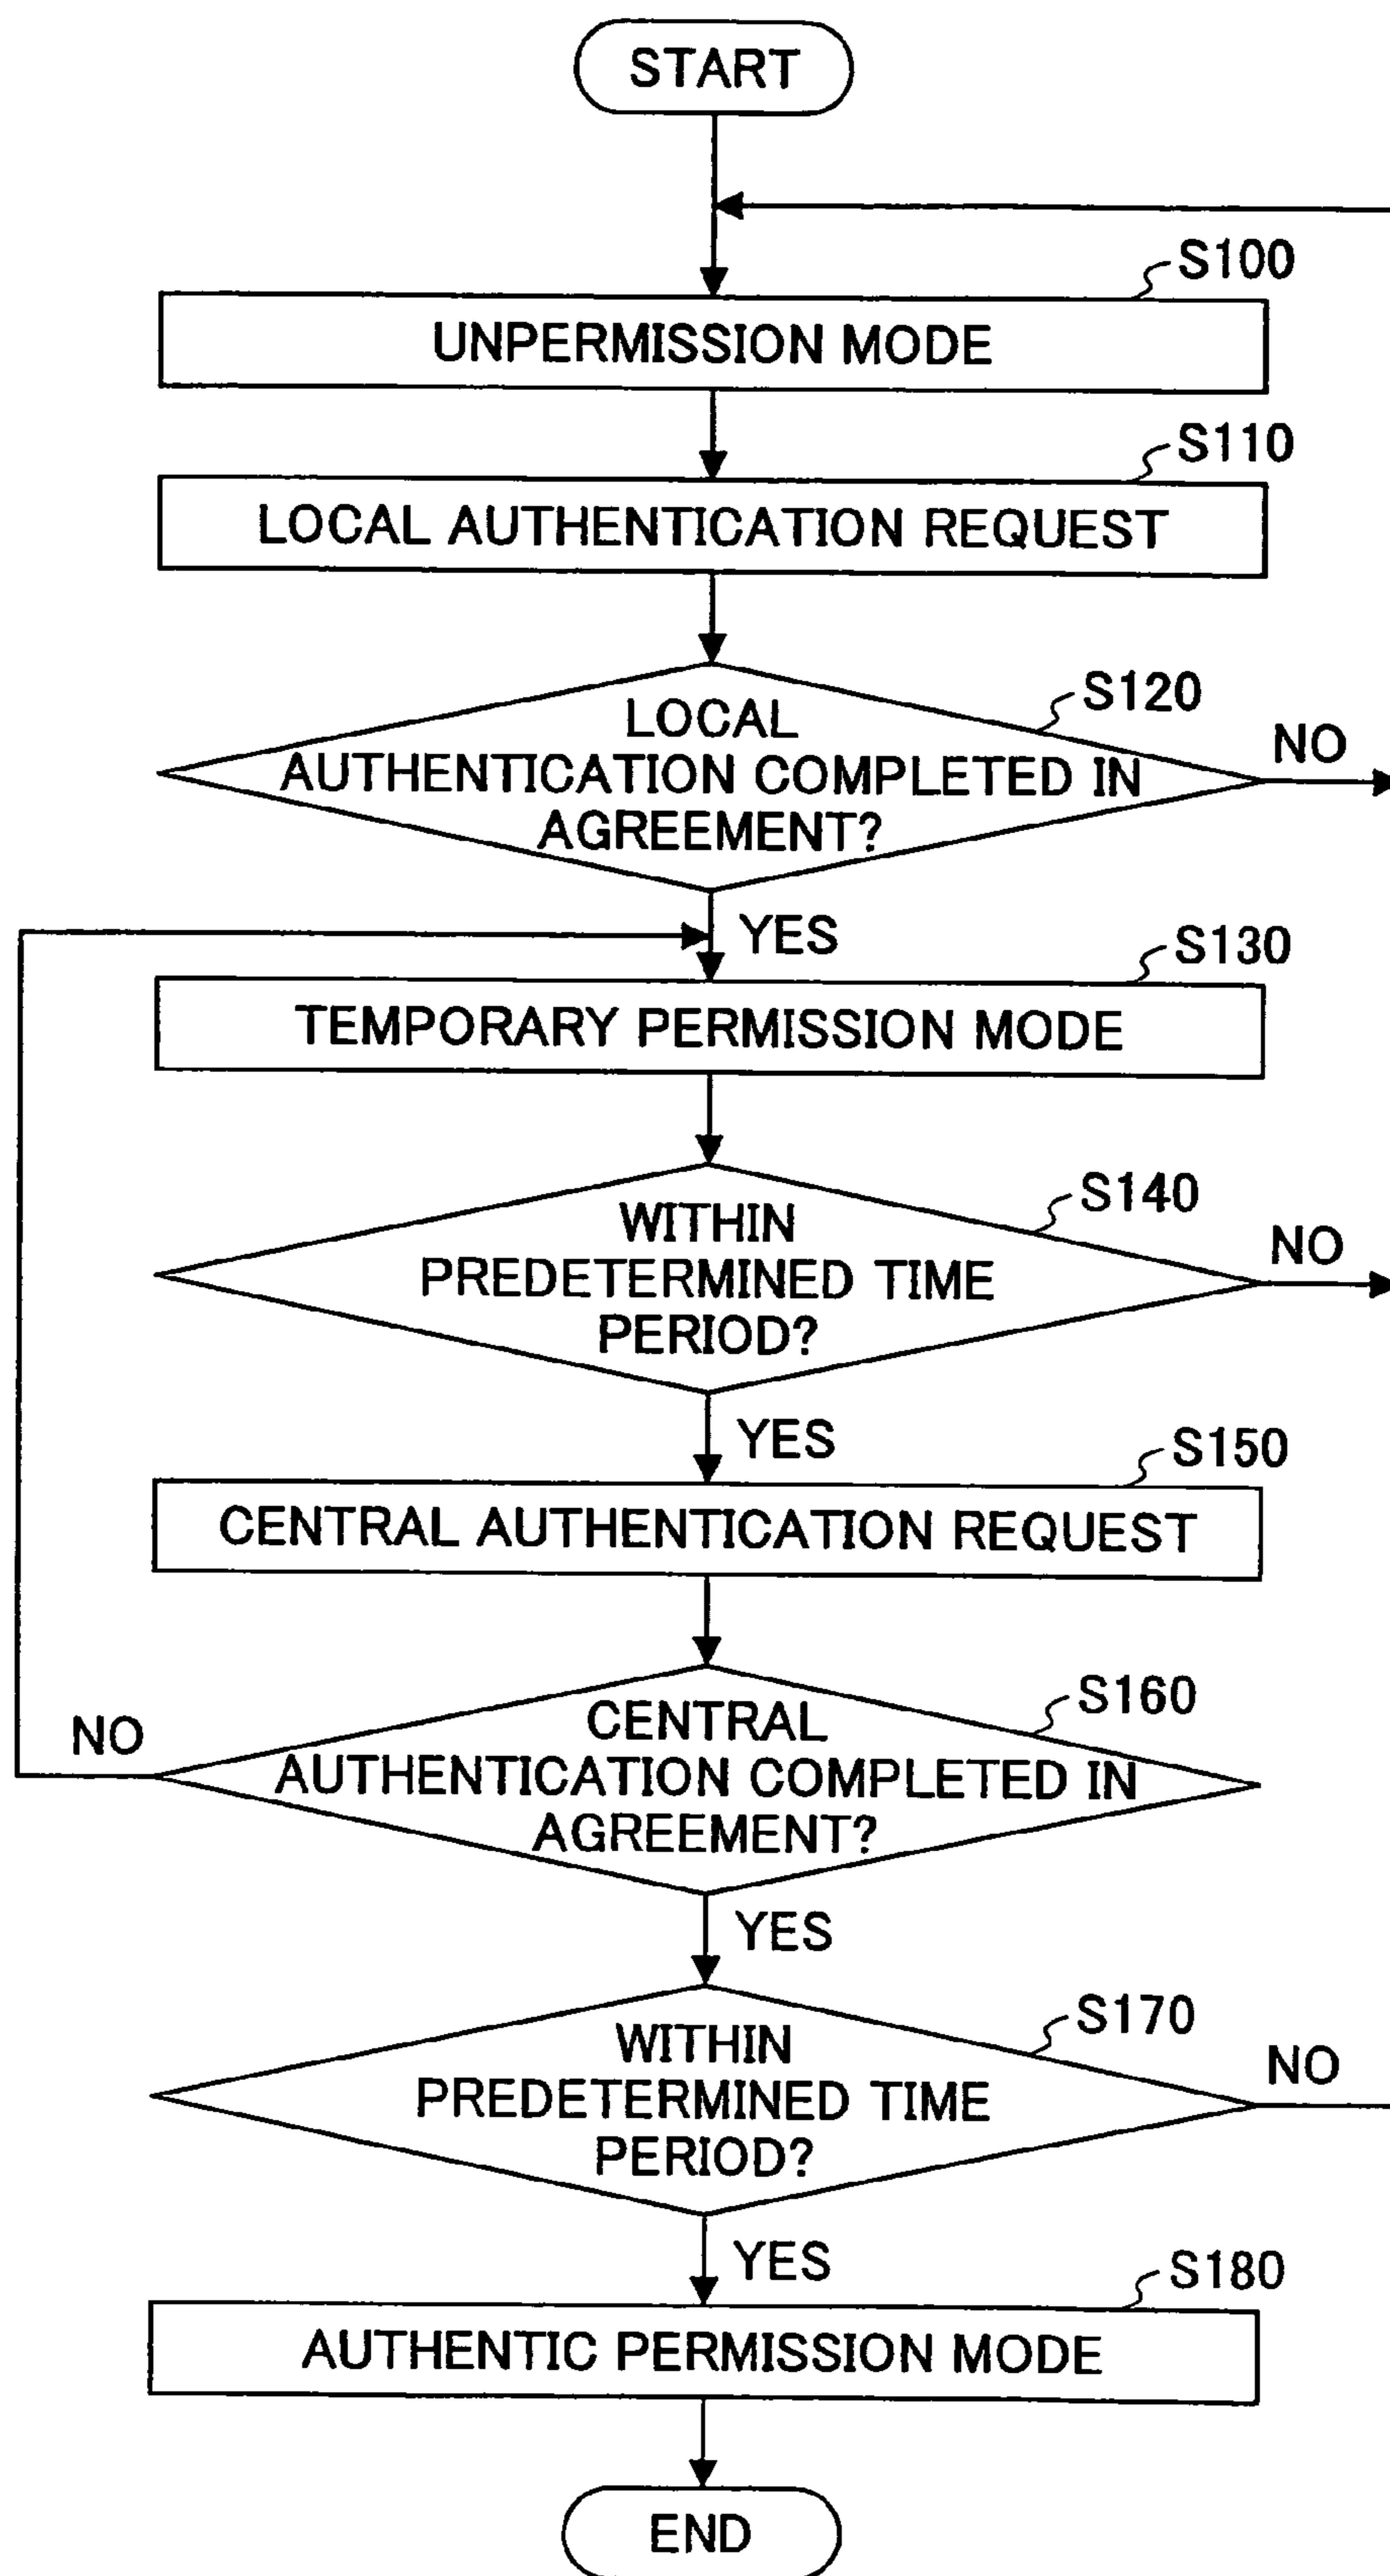 START
S100
UNPERMISSION MODE
S110
LOCAL AUTHENTICATION REQUEST
S120
LOCAL
AUTHENTICATION COMPLETED IN
AGREEMENT?
NO
YES
S130
TEMPORARY PERMISSION MODE
S140
WITHIN
PREDETERMINED TIME
PERIOD?
NO
YES
S150
CENTRAL AUTHENTICATION REQUEST
S160
CENTRAL
AUTHENTICATION COMPLETED IN
AGREEMENT?
NO
YES
S170
WITHIN
PREDETERMINED TIME
PERIOD?
NO
YES
S180
AUTHENTIC PERMISSION MODE
END